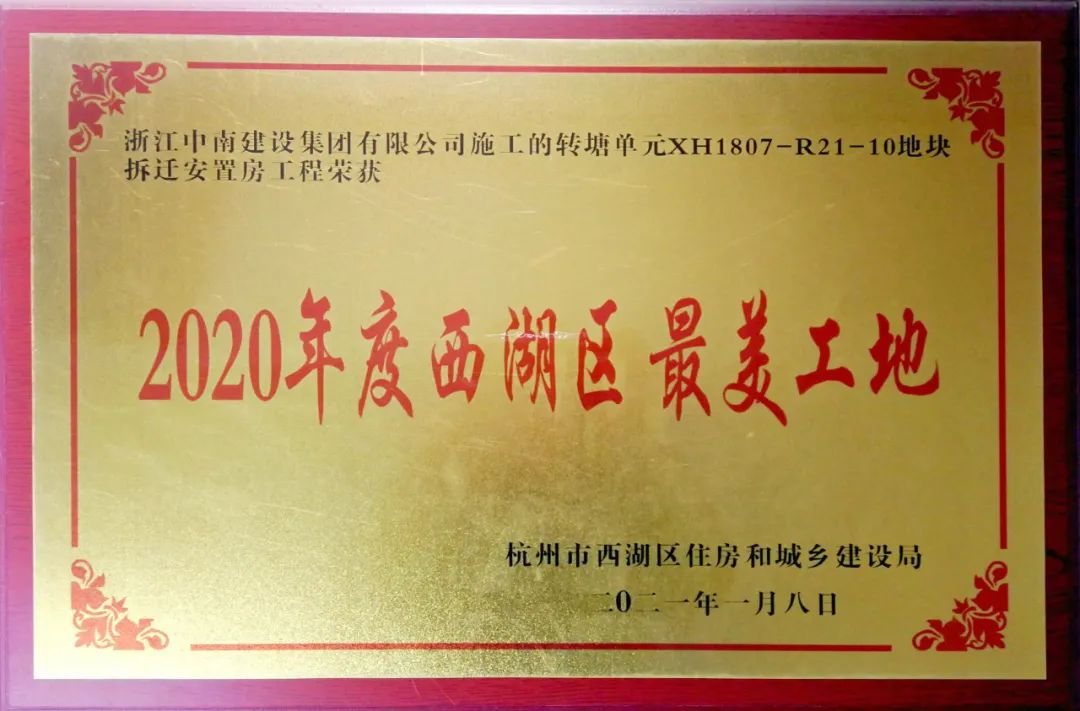 浙江中南建设集团有限公司施工的转塘单元XH1807-R21-10地块
拆迁安置房工程荣获
2020年度西湖区最美工地
杭州市西湖区住房和城乡建设局
二0二一年一月八日